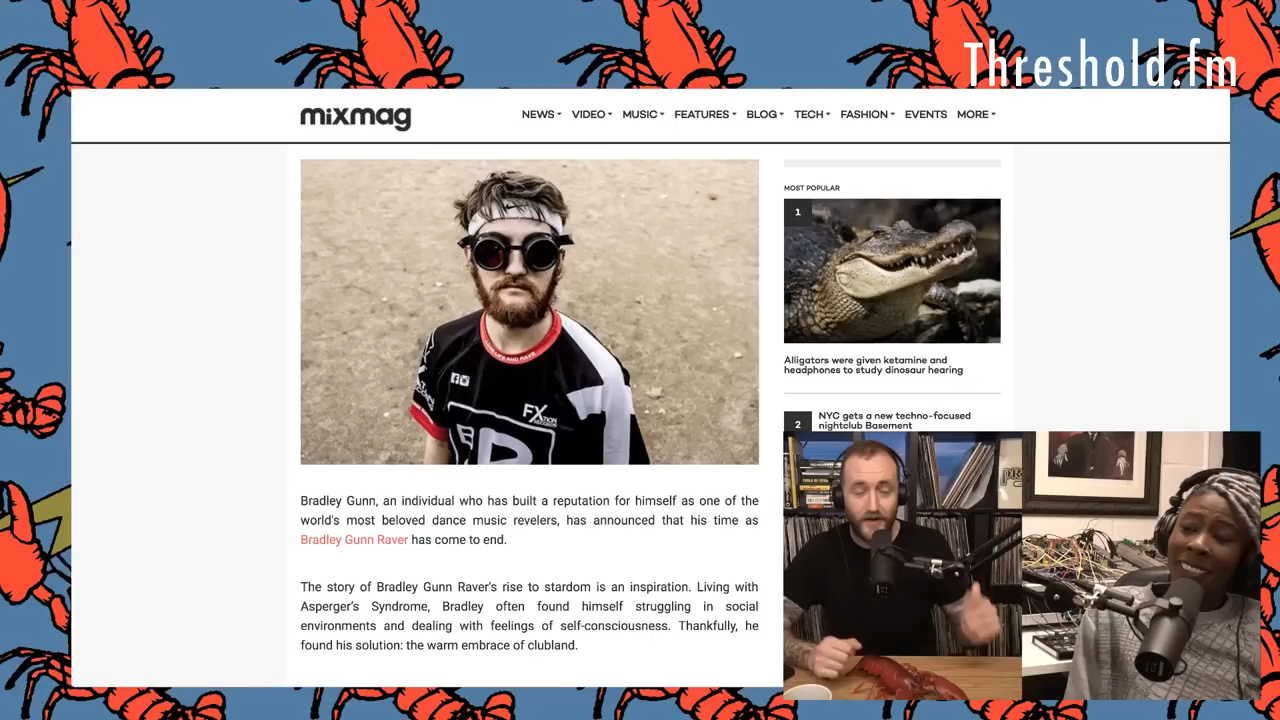 Threshold.fm
mixmag
NEWS VIDEO MUSIC FEATURES BLOG TECH FASHION EVENTS MORE
MOST POPULAR
1
Alligators were given ketamine and
headphones to study dinosaur hearing
2
NYC gets a new techno-focused
nightclub Basement
FXtion
Bradley Gunn, an individual who has built a reputation for himself as one of the
world's most beloved dance music revelers, has announced that his time as
Bradley Gunn Raver has come to end.
The story of Bradley Gunn Raver's rise to stardom is an inspiration. Living with
Asperger's Syndrome, Bradley often found himself struggling in social
environments and dealing with feelings of self-consciousness. Thankfully, he
found his solution: the warm embrace of clubland.